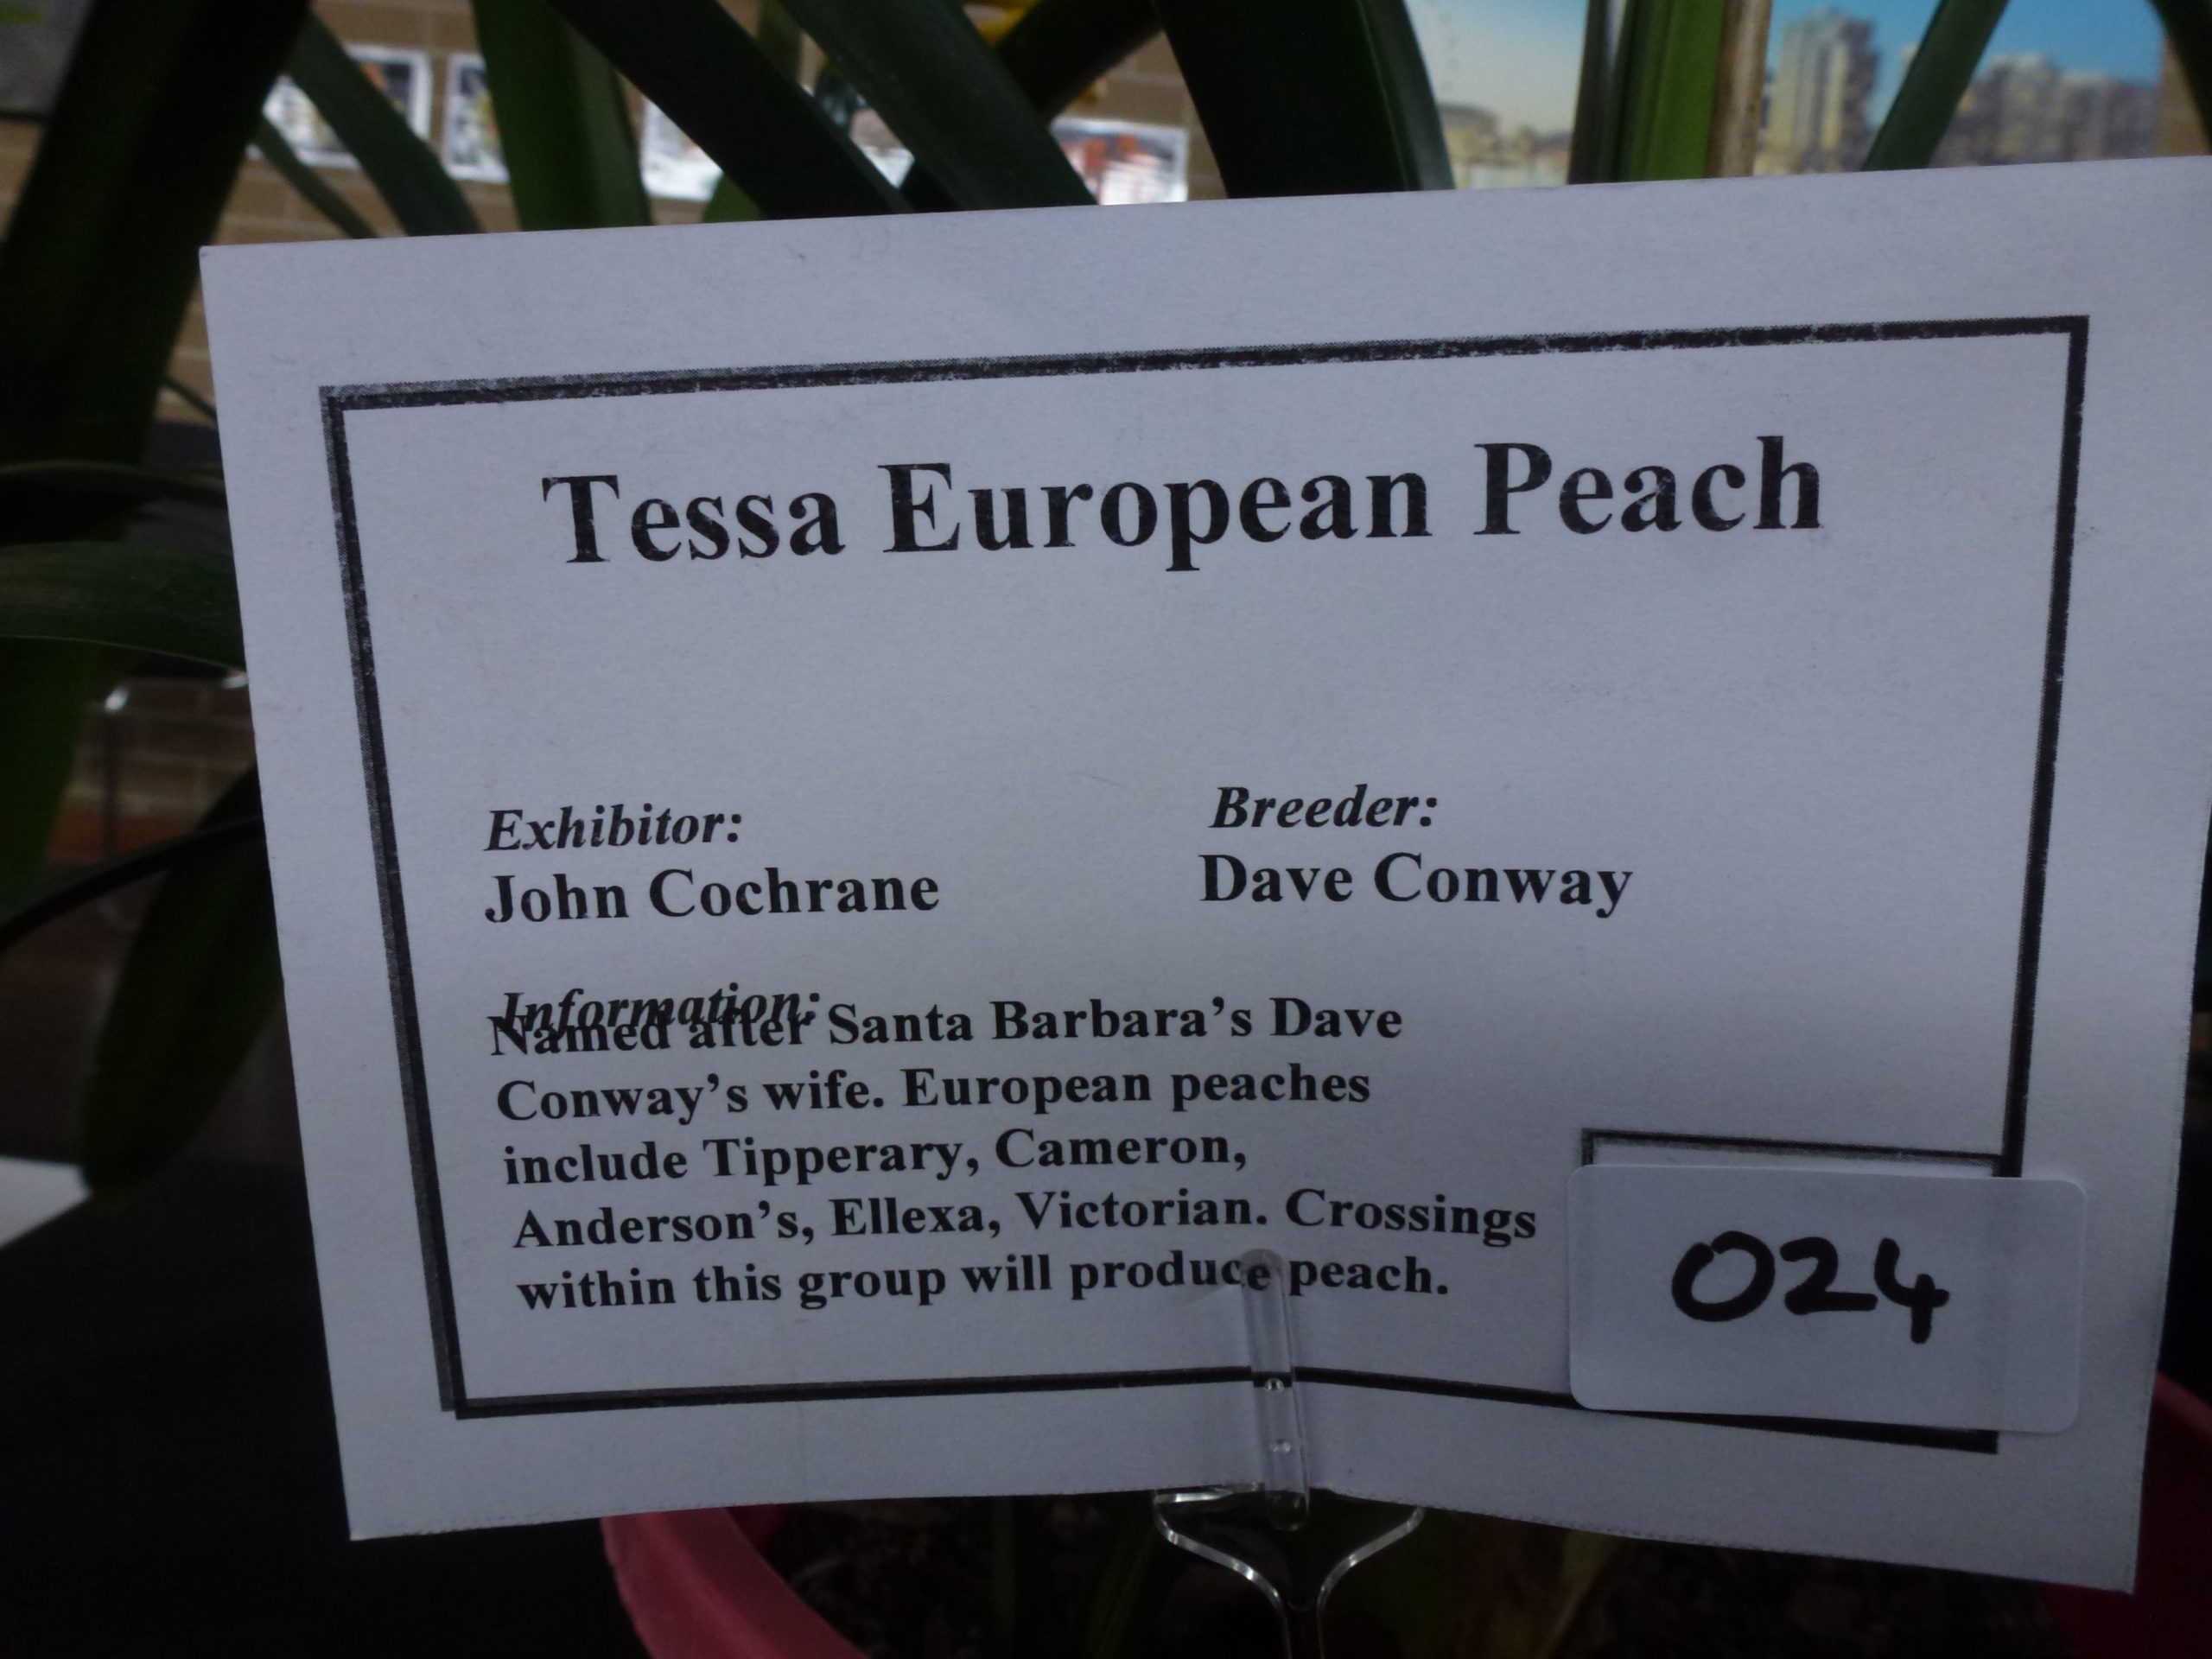 Tessa European Peach
Exhibitor:
John Cochrane
Breeder:
Dave Conway
Information:
Named after Santa Barbara’s Dave
Conway’s wife. European peaches
include Tipperary, Cameron,
Anderson’s, Ellexa, Victorian. Crossings
within this group will produce peach.
024